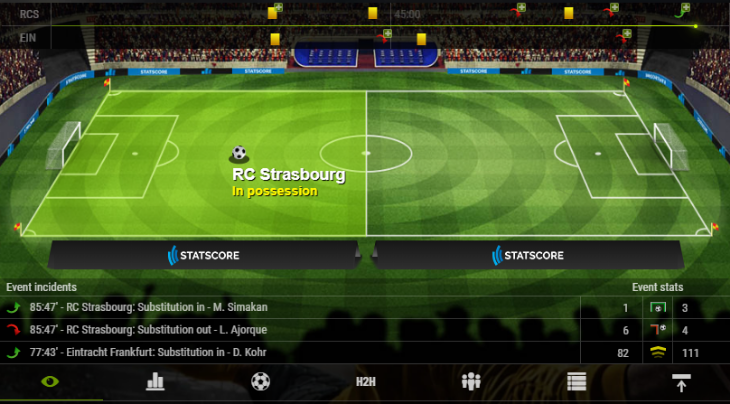 RCS
45:00
EIN
STATSCORE
STATSCORE
STATSCORE
STATSCORE
RC Strasbourg
In possession
STATSCORE
STATSCORE
Event incidents
Event stats
85:47' - RC Strasbourg: Substitution in - M. Simakan
1 3
85:47' - RC Strasbourg: Substitution out - L. Ajorque
6 4
77:43' - Eintracht Frankfurt: Substitution in - D. Kohr
82 111
H2H